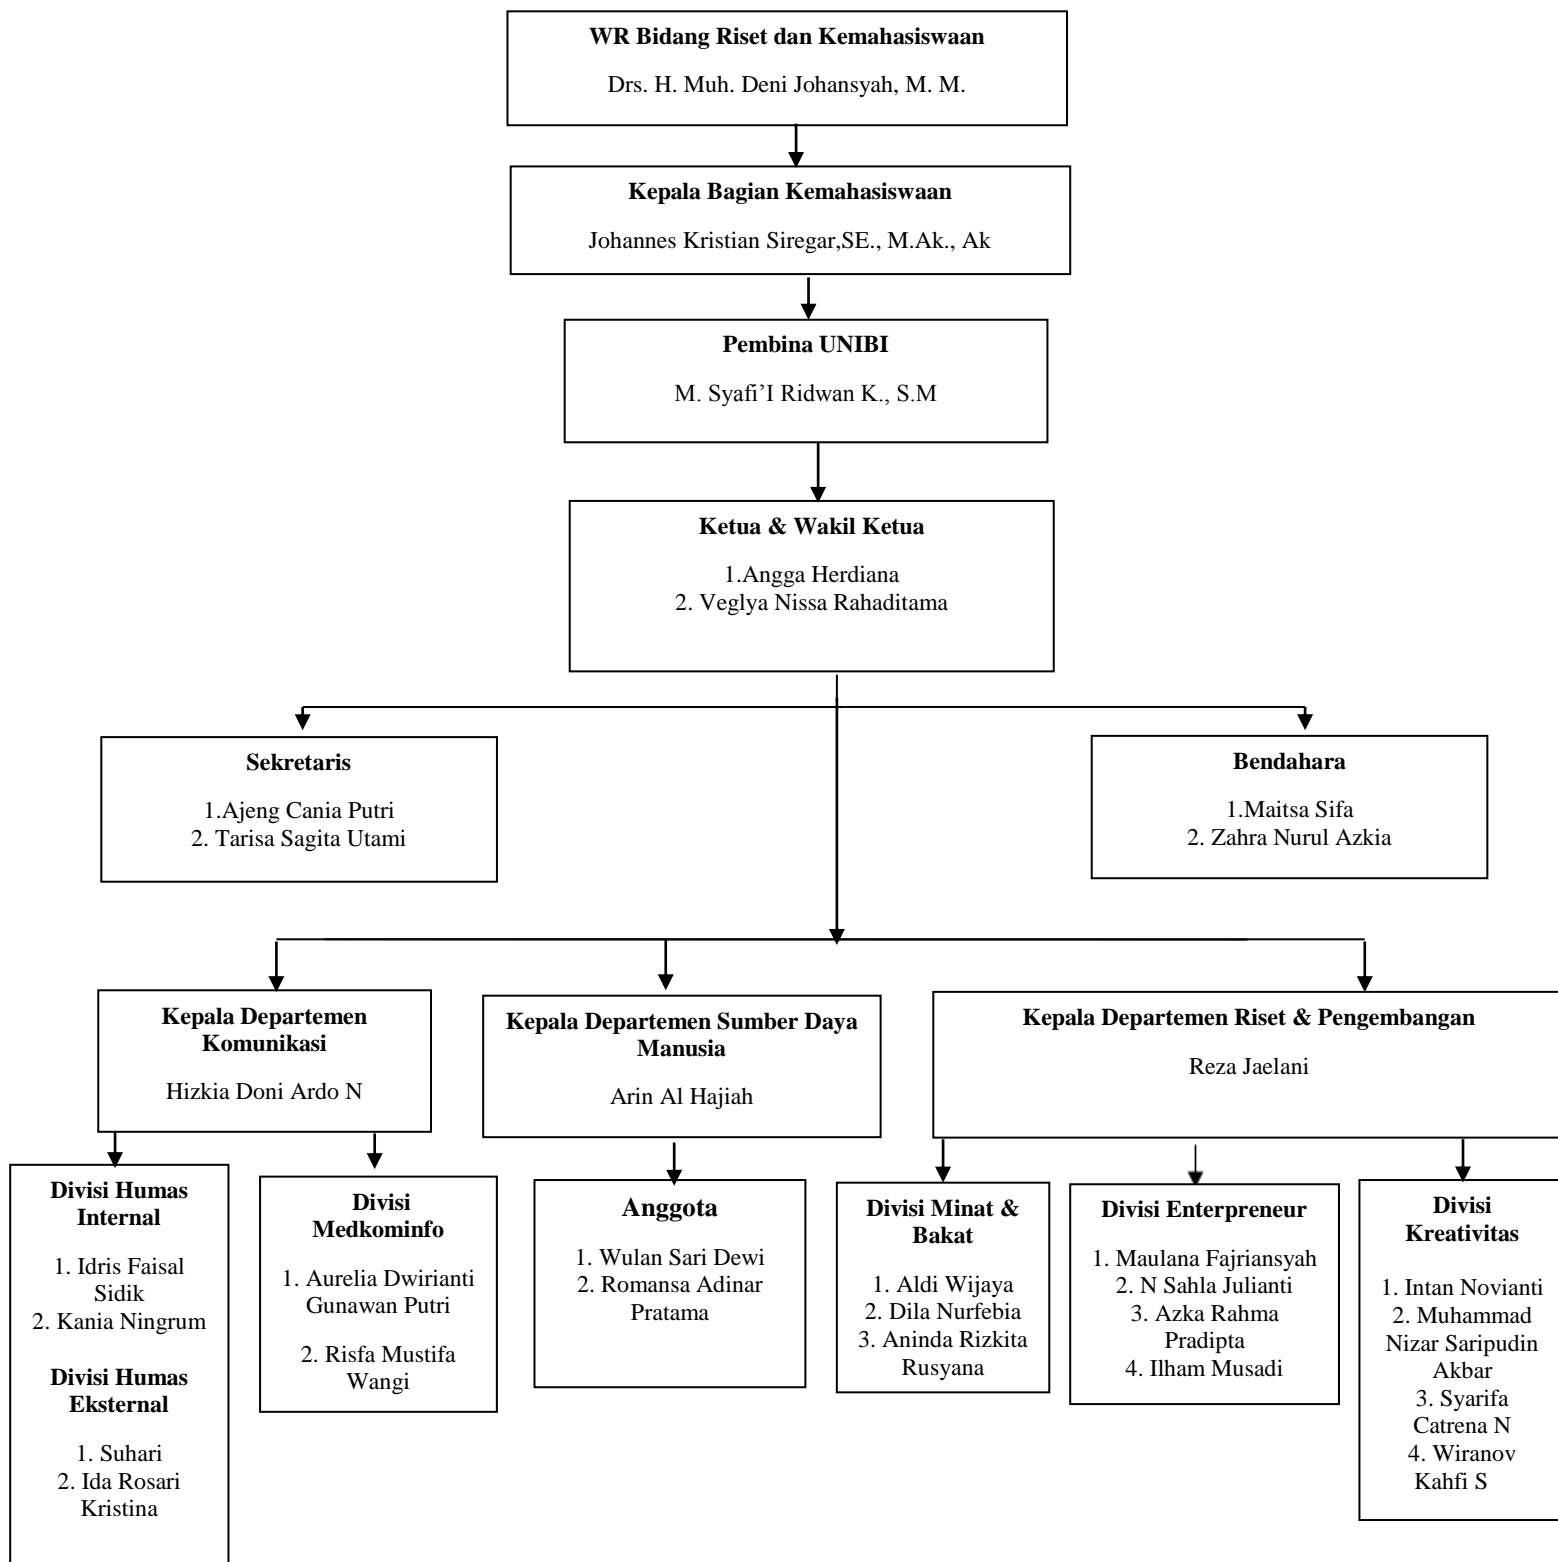 WR Bidang Riset dan Kemahasiswaan
Drs. H. Muh. Deni Johansyah, M. M.
Kepala Bagian Kemahasiswaan
Johannes Kristian Siregar,SE., M.Ak., Ak
Pembina UNIBI
M. Syafi’I Ridwan K., S.M
Ketua & Wakil Ketua
1.Angga Herdiana
2. Veglya Nissa Rahaditama
Sekretaris
1.Ajeng Cania Putri
2. Tarisa Sagita Utami
Bendahara
1.Maitsa Sifa
2. Zahra Nurul Azkia
Kepala Departemen
Komunikasi
Hizkia Doni Ardo N
Kepala Departemen Sumber Daya
Manusia
Arin Al Hajiah
Kepala Departemen Riset & Pengembangan
Reza Jaelani
Divisi Humas
Internal
1. Idris Faisal
Sidik
2. Kania Ningrum
Divisi Humas
Eksternal
1. Suhari
2. Ida Rosari
Kristina
Divisi
Medkominfo
1. Aurelia Dwirianti
Gunawan Putri
2. Risfa Mustifa
Wangi
Anggota
1. Wulan Sari Dewi
2. Romansa Adinar
Pratama
Divisi Minat &
Bakat
1. Aldi Wijaya
2. Dila Nurfebia
3. Aninda Rizkita
Rusyana
Divisi Enterpreneur
1. Maulana Fajriansyah
2. N Sahla Julianti
3. Azka Rahma
Pradipta
4. Ilham Musadi
Divisi
Kreativitas
1. Intan Novianti
2. Muhammad
Nizar Saripudin
Akbar
3. Syarifa
Catrena N
4. Wiranov
Kahfi S